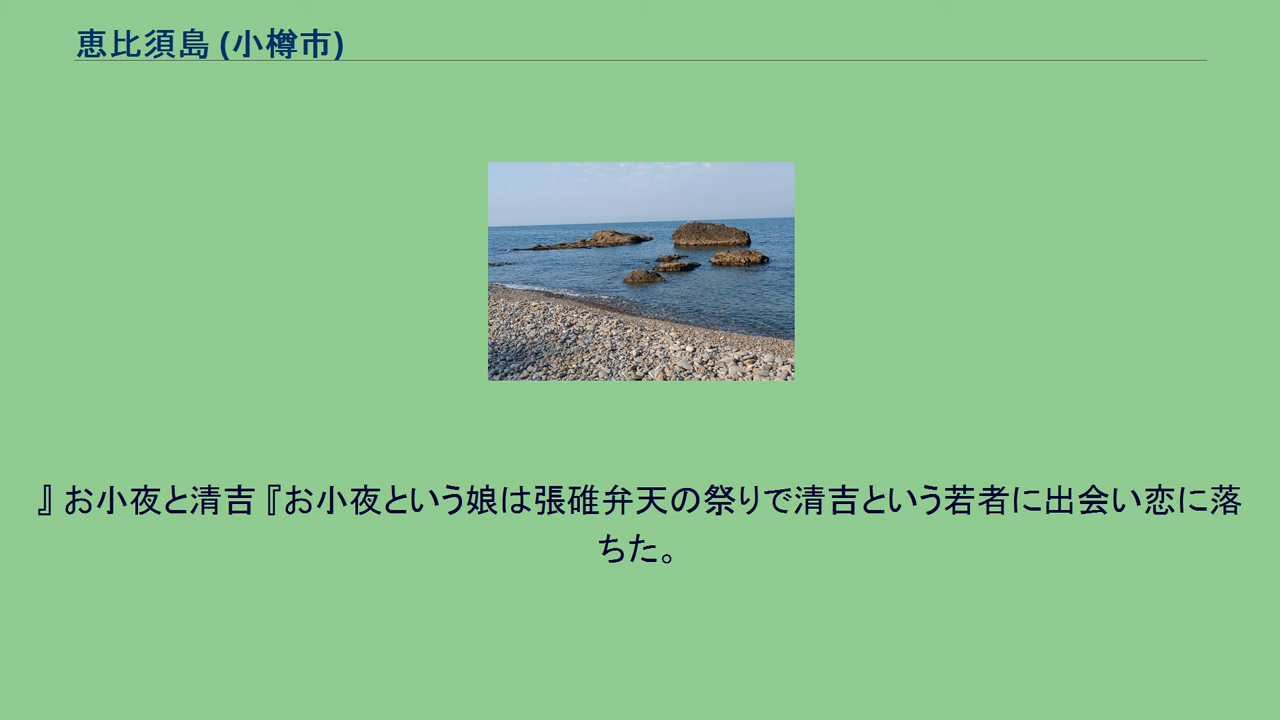 恵比須島 (小樽市)
』 お小夜と清吉 『お小夜という娘は張碓弁天の祭りで清吉という若者に出会い恋に落
ちた。